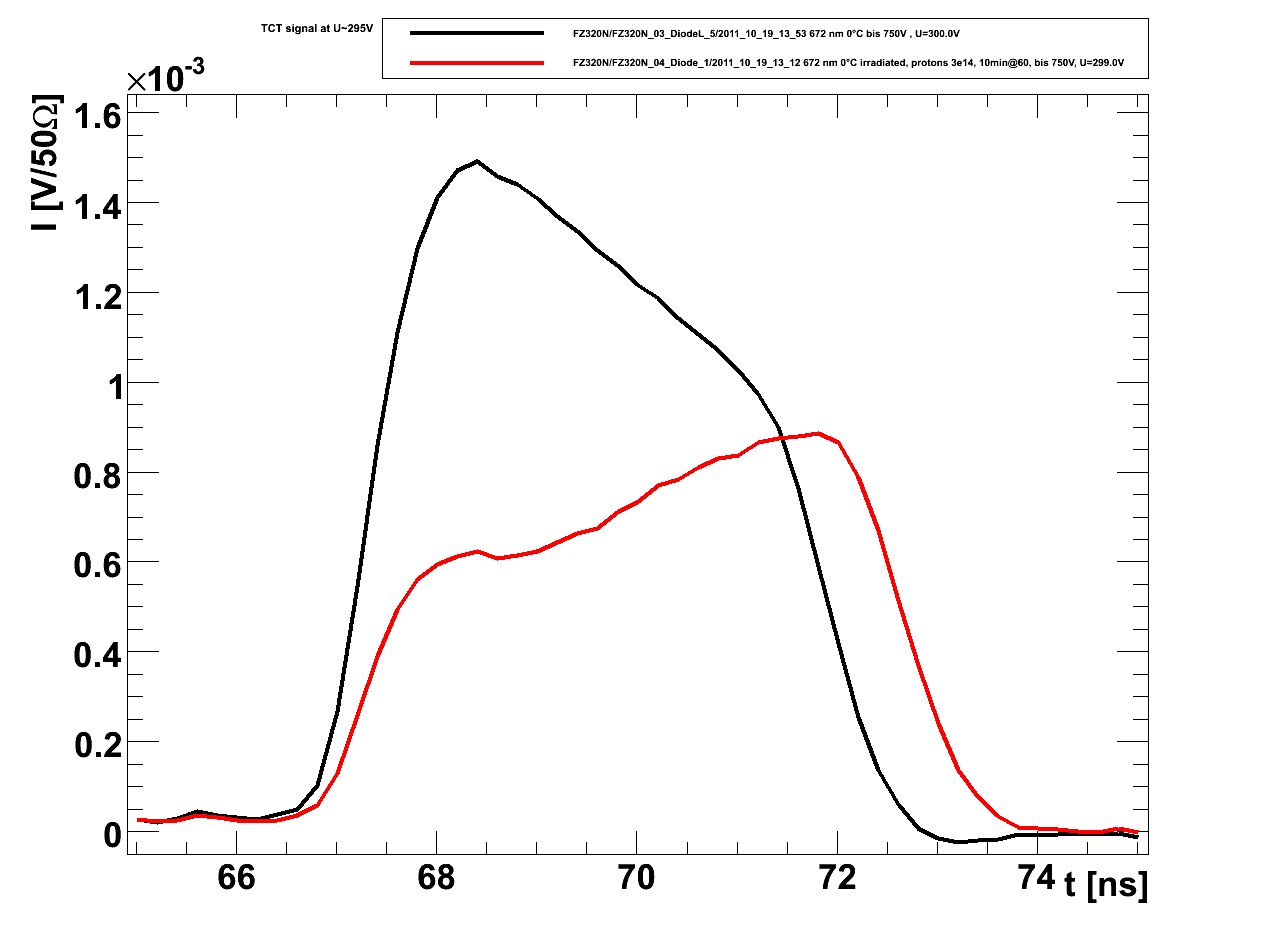 TCT signal at U~295V
FZ320N/FZ320N_03_DiodeL_5/2011_10_19_13_53 672 nm 0°C bis 750V , U=300.0V
FZ320N/FZ320N_04_Diode_1/2011_10_19_13_12 672 nm 0°C irradiated, protons 3e14, 10min@60, bis 750V, U=299.0V
×10⁻³
I [V/50Ω]
1.6
1.4
1.2
1
0.8
0.6
0.4
0.2
0
66 68 70 72 74 t [ns]